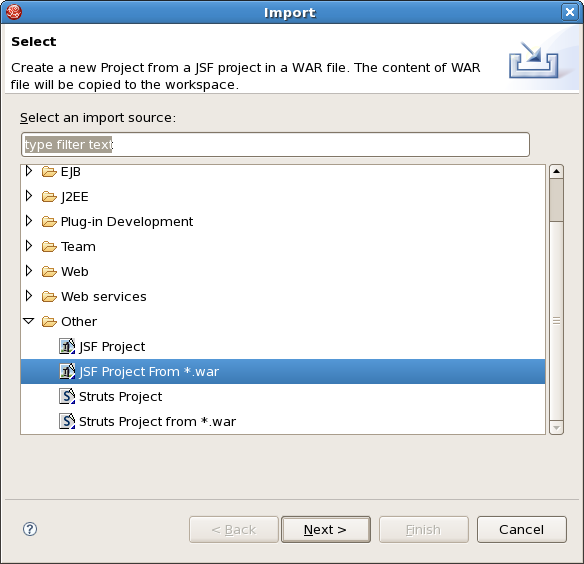 Import
Select
Create a new Project from a JSF project in a WAR file. The content of WAR
file will be copied to the workspace.
Select an import source:
type filter text
EJB
J2EE
Plug-in Development
Team
Web
Web services
Other
JSF Project
JSF Project From *.war
Struts Project
Struts Project from *.war
? < Back Next > Finish Cancel